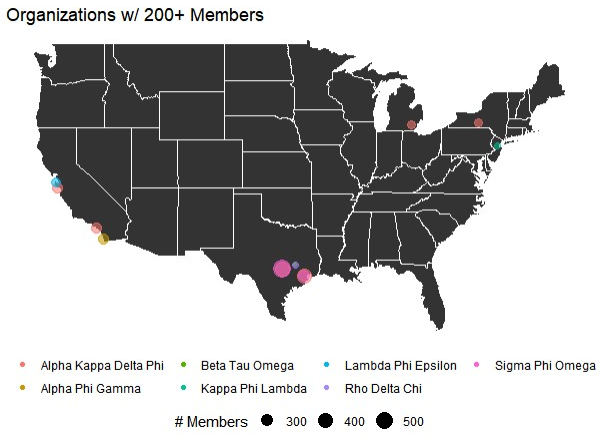 Organizations w/ 200+ Members
Alpha Kappa Delta Phi Beta Tau Omega Lambda Phi Epsilon Sigma Phi Omega
Alpha Phi Gamma Kappa Phi Lambda Rho Delta Chi
# Members 300 400 500